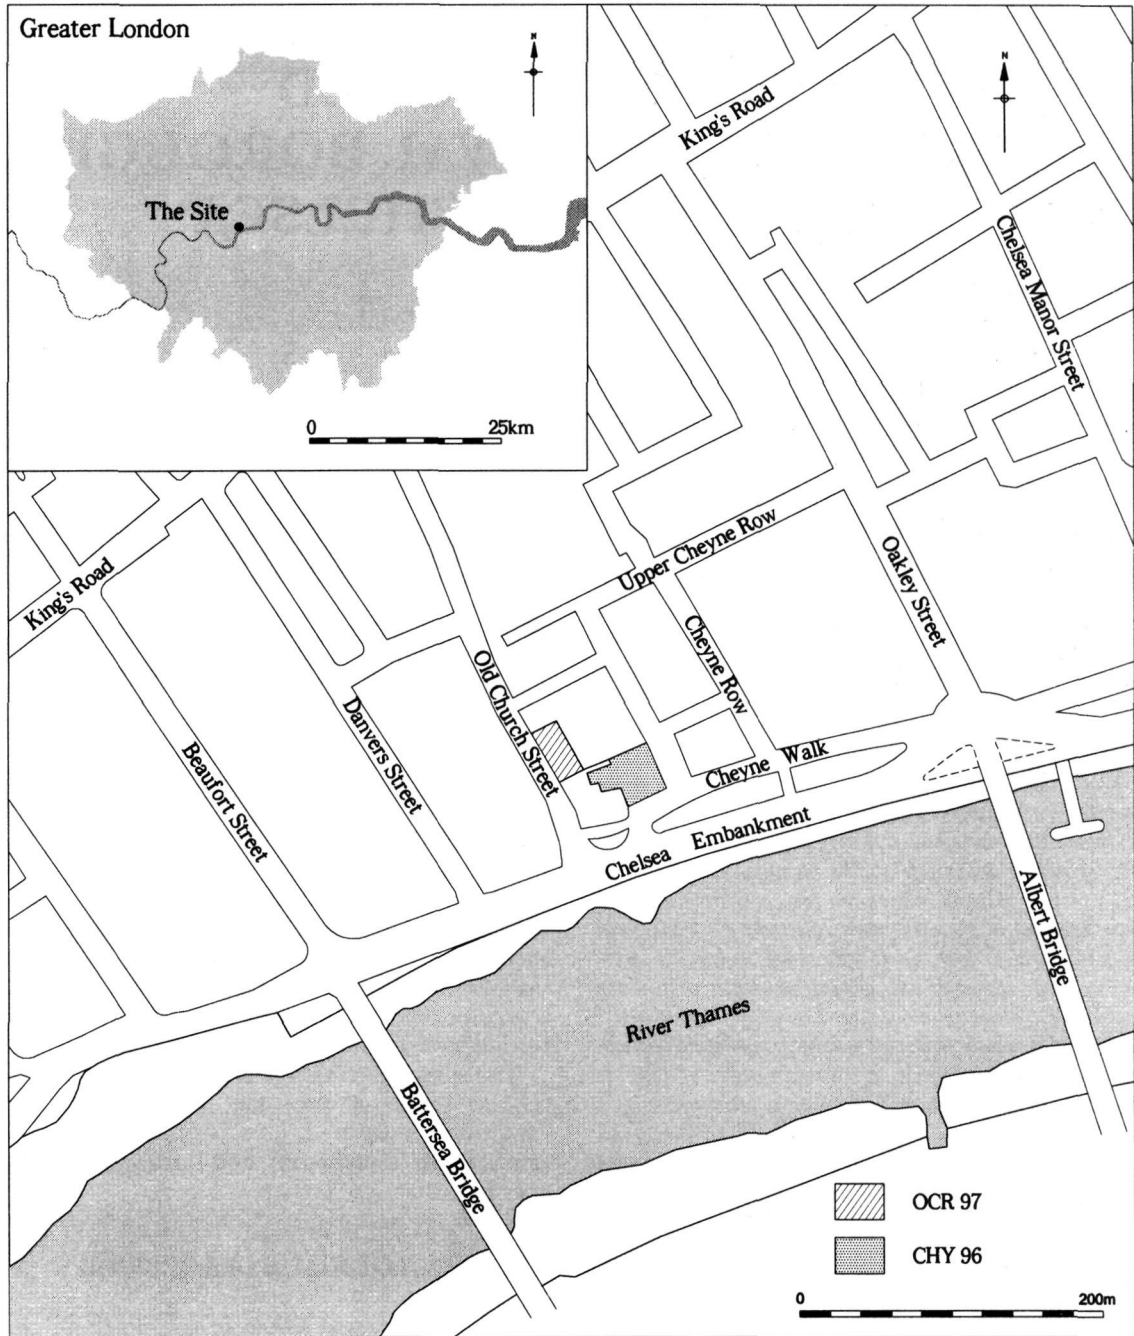 Greater London
N
The Site
0 25km
N
King's Road
Chelsea Manor Street
Upper Cheyne Row
Oakley Street
King's Road
Cheyne Row
Old Church Street
Danvers Street
Beaufort Street
Cheyne Walk
Chelsea Embankment
Albert Bridge
River Thames
Battersea Bridge
OCR 97
CHY 96
0 200m